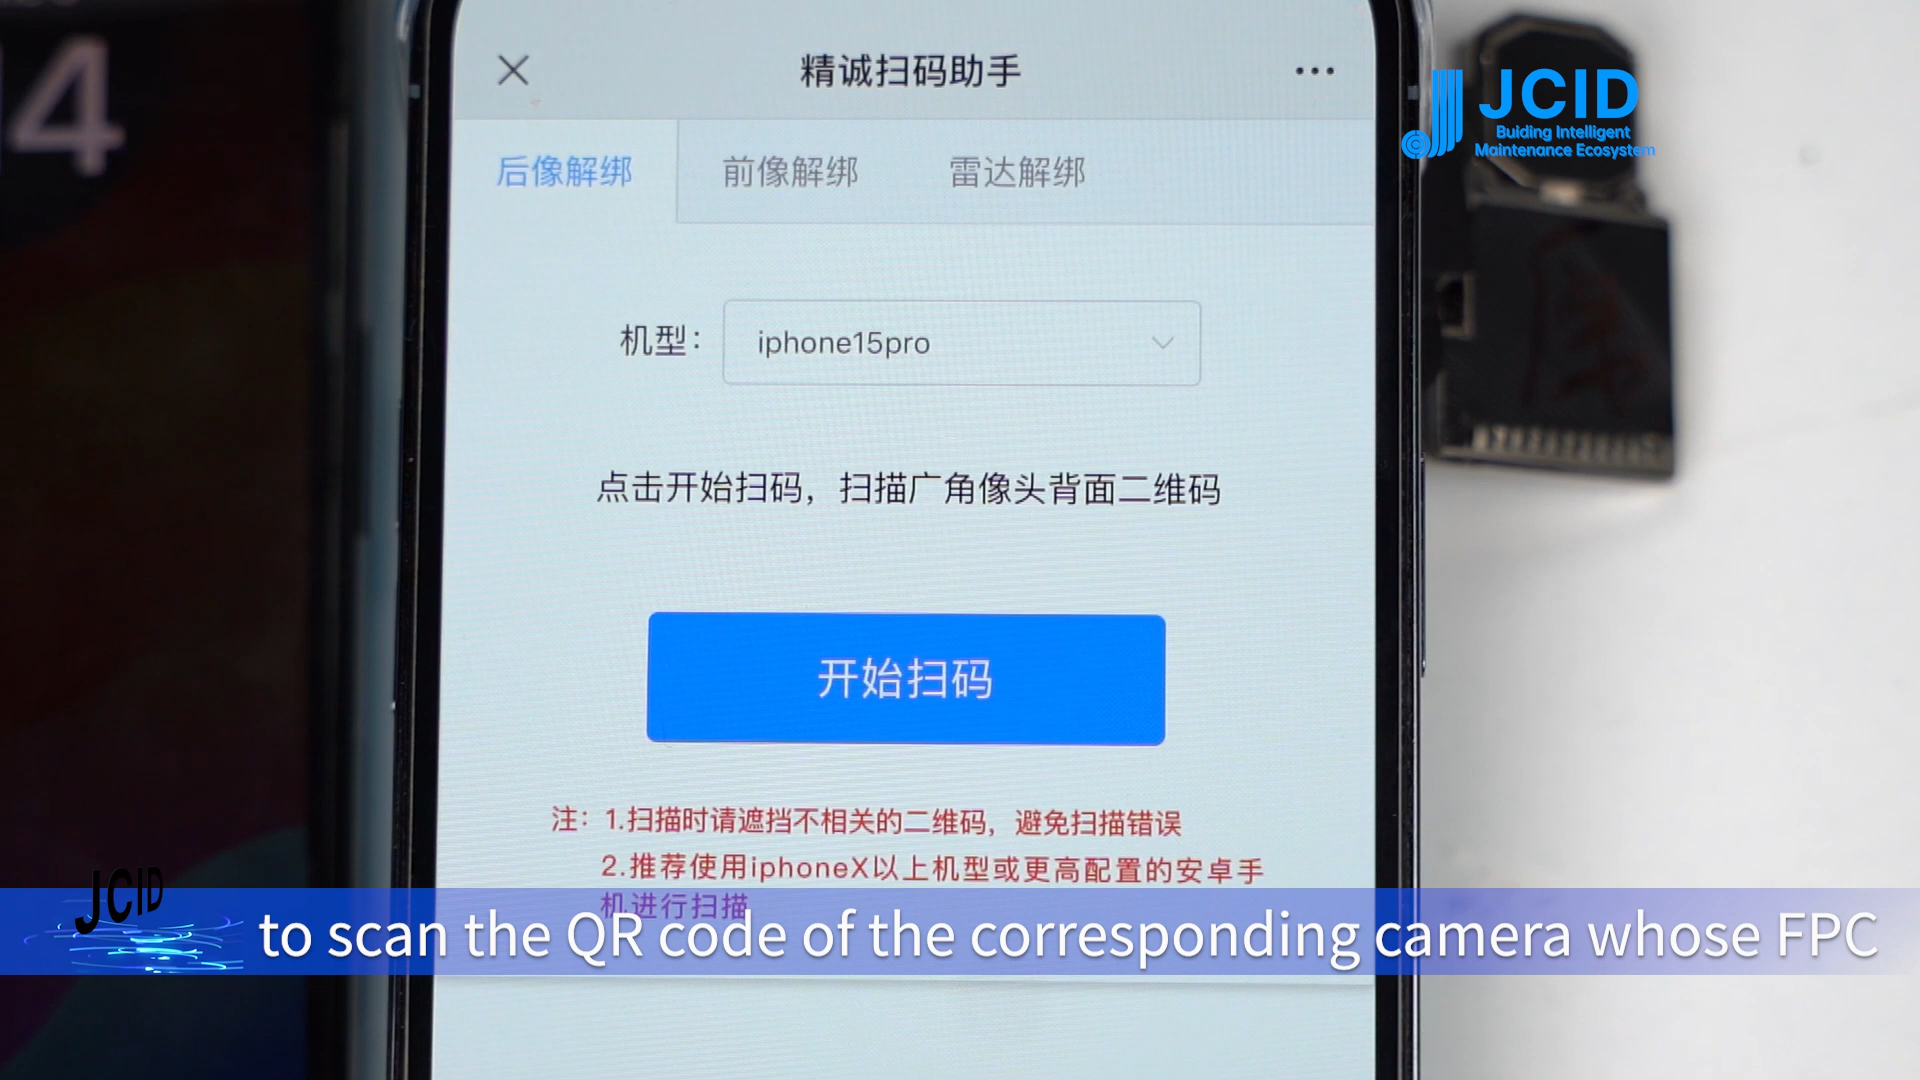 14
精诚扫码助手
JCID
Buiding Intelligent
Maintenance Ecosystem
后像解绑 前像解绑 雷达解绑
机型： iphone15pro
点击开始扫码，扫描广角像头背面二维码
开始扫码
注：1.扫描时请遮挡不相关的二维码，避免扫描错误
2.推荐使用iphoneX以上机型或更高配置的安卓手
机进行扫描
JCID
to scan the QR code of the corresponding camera whose FPC